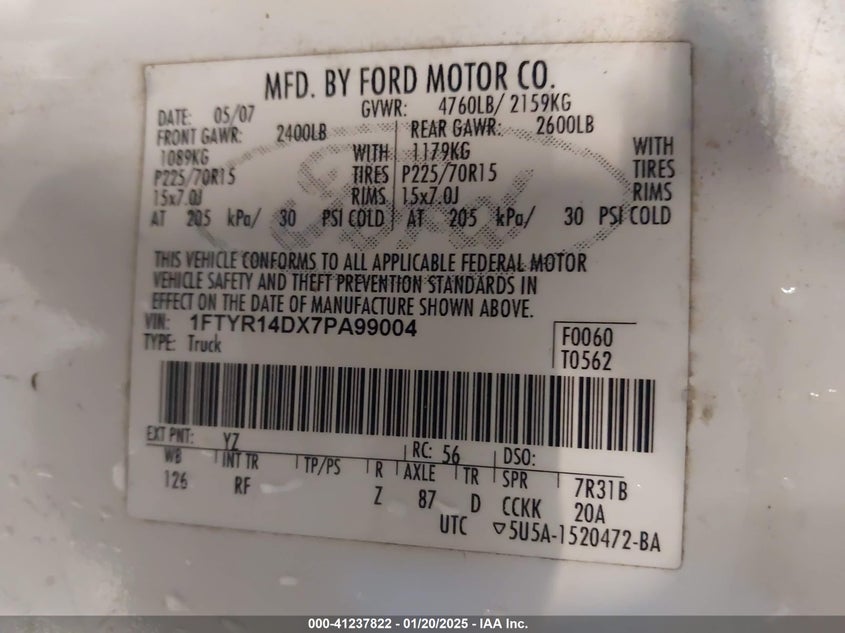 MFD. BY FORD MOTOR CO.
DATE: 05/07 GVWR: 4760LB/ 2159KG
FRONT GAWR: 2400LB REAR GAWR: 2600LB
1089KG WITH 1179KG WITH
P225/70R15 TIRES P225/70R15 TIRES
15x7.0J RIMS 15x7.0J RIMS
AT 205 kPa/ 30 PSI COLD AT 205 kPa/ 30 PSI COLD
Ford
THIS VEHICLE CONFORMS TO ALL APPLICABLE FEDERAL MOTOR
VEHICLE SAFETY AND THEFT PREVENTION STANDARDS IN
EFFECT ON THE DATE OF MANUFACTURE SHOWN ABOVE.
VIN: 1FTYR14DX7PA99004 F0060
TYPE: Truck T0562
EXT PNT: YZ RC: 56 DSO:
WB INT TR TP/PS R AXLE TR SPR 7R31B
126 RF Z 87 D CCKK 20A
UTC ▽5U5A-1520472-BA
000-41237822 — 01/20/2025 — IAA Inc.